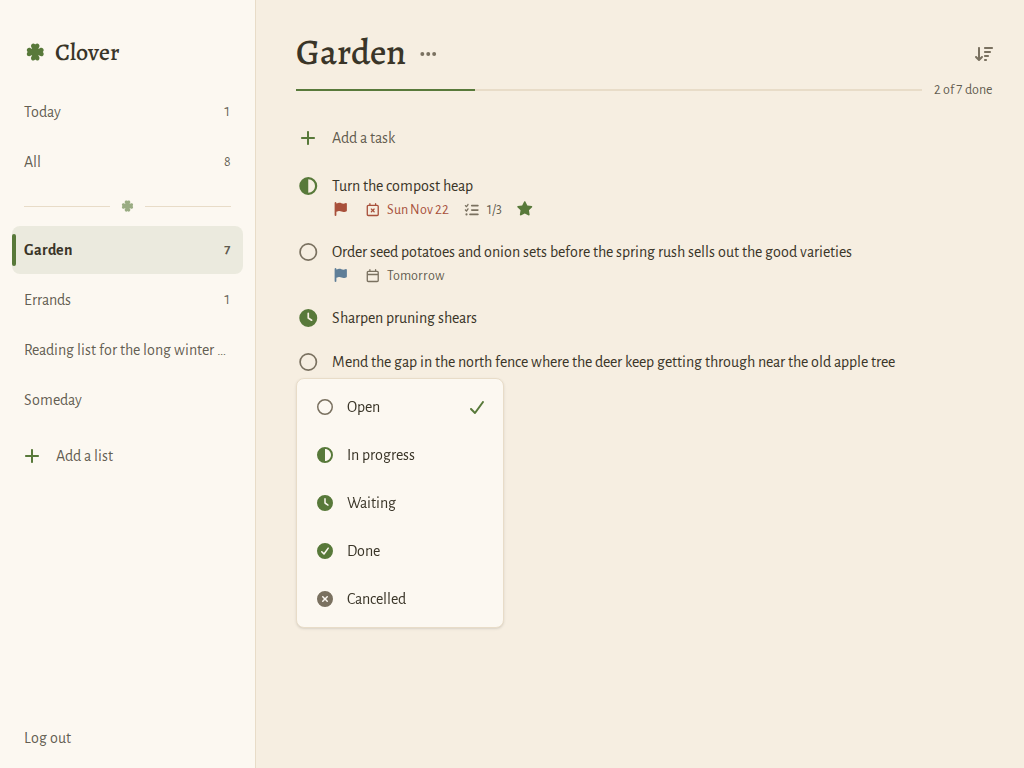 Clover
Today 1
All 8
Garden 7
Errands 1
Reading list for the long winter ...
Someday
Add a list
Log out
Garden
2 of 7 done
Add a task
Turn the compost heap
Sun Nov 22 1/3
Order seed potatoes and onion sets before the spring rush sells out the good varieties
Tomorrow
Sharpen pruning shears
Mend the gap in the north fence where the deer keep getting through near the old apple tree
Open
In progress
Waiting
Done
Cancelled